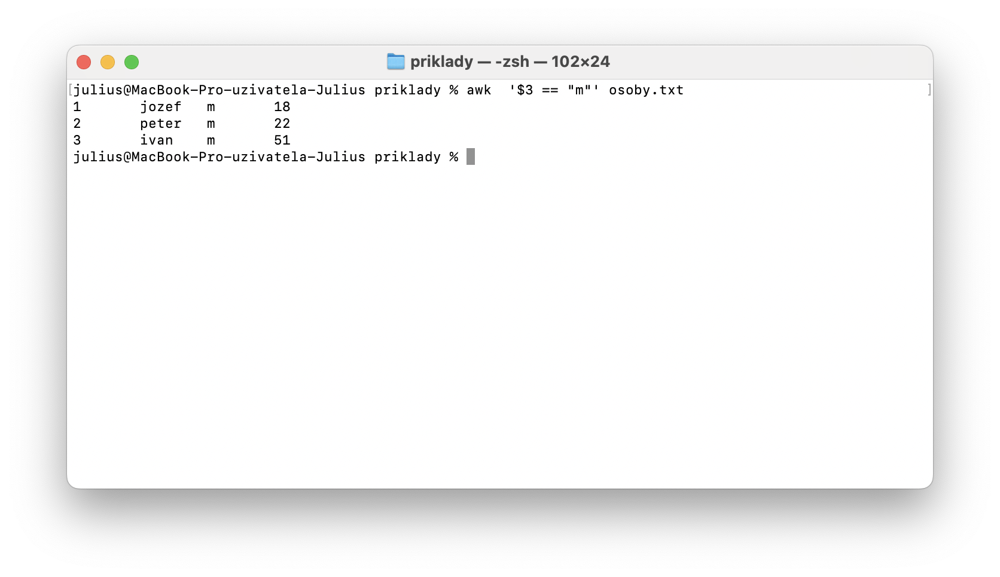 priklady — -zsh — 102×24
[julius@MacBook-Pro-uzivatela-Julius priklady % awk  '$3 == "m"' osoby.txt ]
1       jozef   m       18
2       peter   m       22
3       ivan    m       51
julius@MacBook-Pro-uzivatela-Julius priklady %